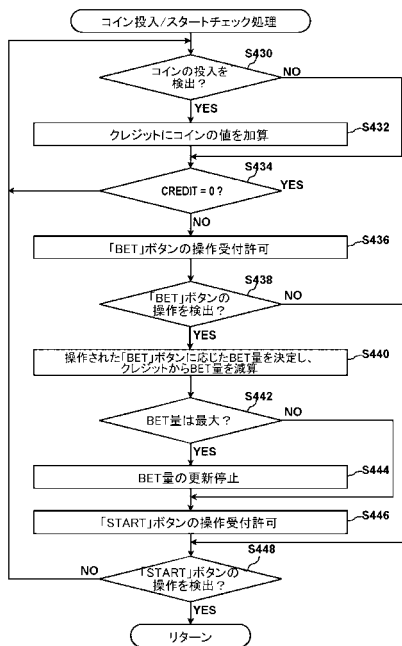 コイン投入/スタートチェック処理
S430
コインの投入を
検出?
NO
YES
S432
クレジットにコインの値を加算
S434
CREDIT = 0 ?
YES
NO
S436
「BET」ボタンの操作受付許可
S438
「BET」ボタンの
操作を検出?
NO
YES
S440
操作された「BET」ボタンに応じたBET量を決定し、
クレジットからBET量を減算
S442
BET量は最大?
NO
YES
S444
BET量の更新停止
S446
「START」ボタンの操作受付許可
S448
NO
「START」ボタンの
操作を検出?
YES
リターン